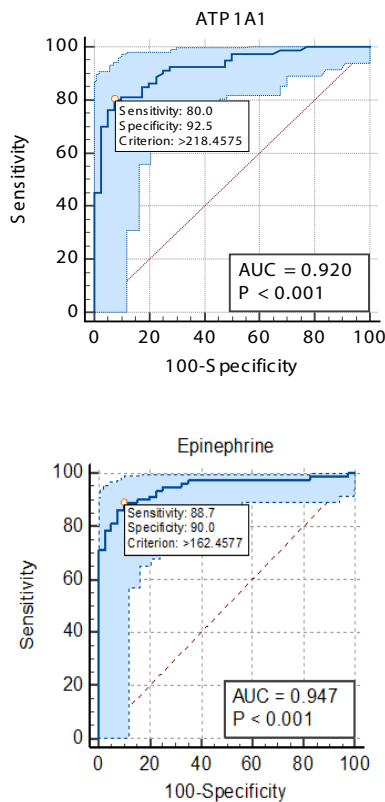 ATP1A1
100
80
60
40
20
0
Sensitivity
Sensitivity: 80.0
Specificity: 92.5
Criterion: >218.4575
AUC = 0.920
P < 0.001
0 20 40 60 80 100
100-Specificity
Epinephrine
100
80
60
40
20
0
Sensitivity
Sensitivity: 88.7
Specificity: 90.0
Criterion: >162.4577
AUC = 0.947
P < 0.001
0 20 40 60 80 100
100-Specificity